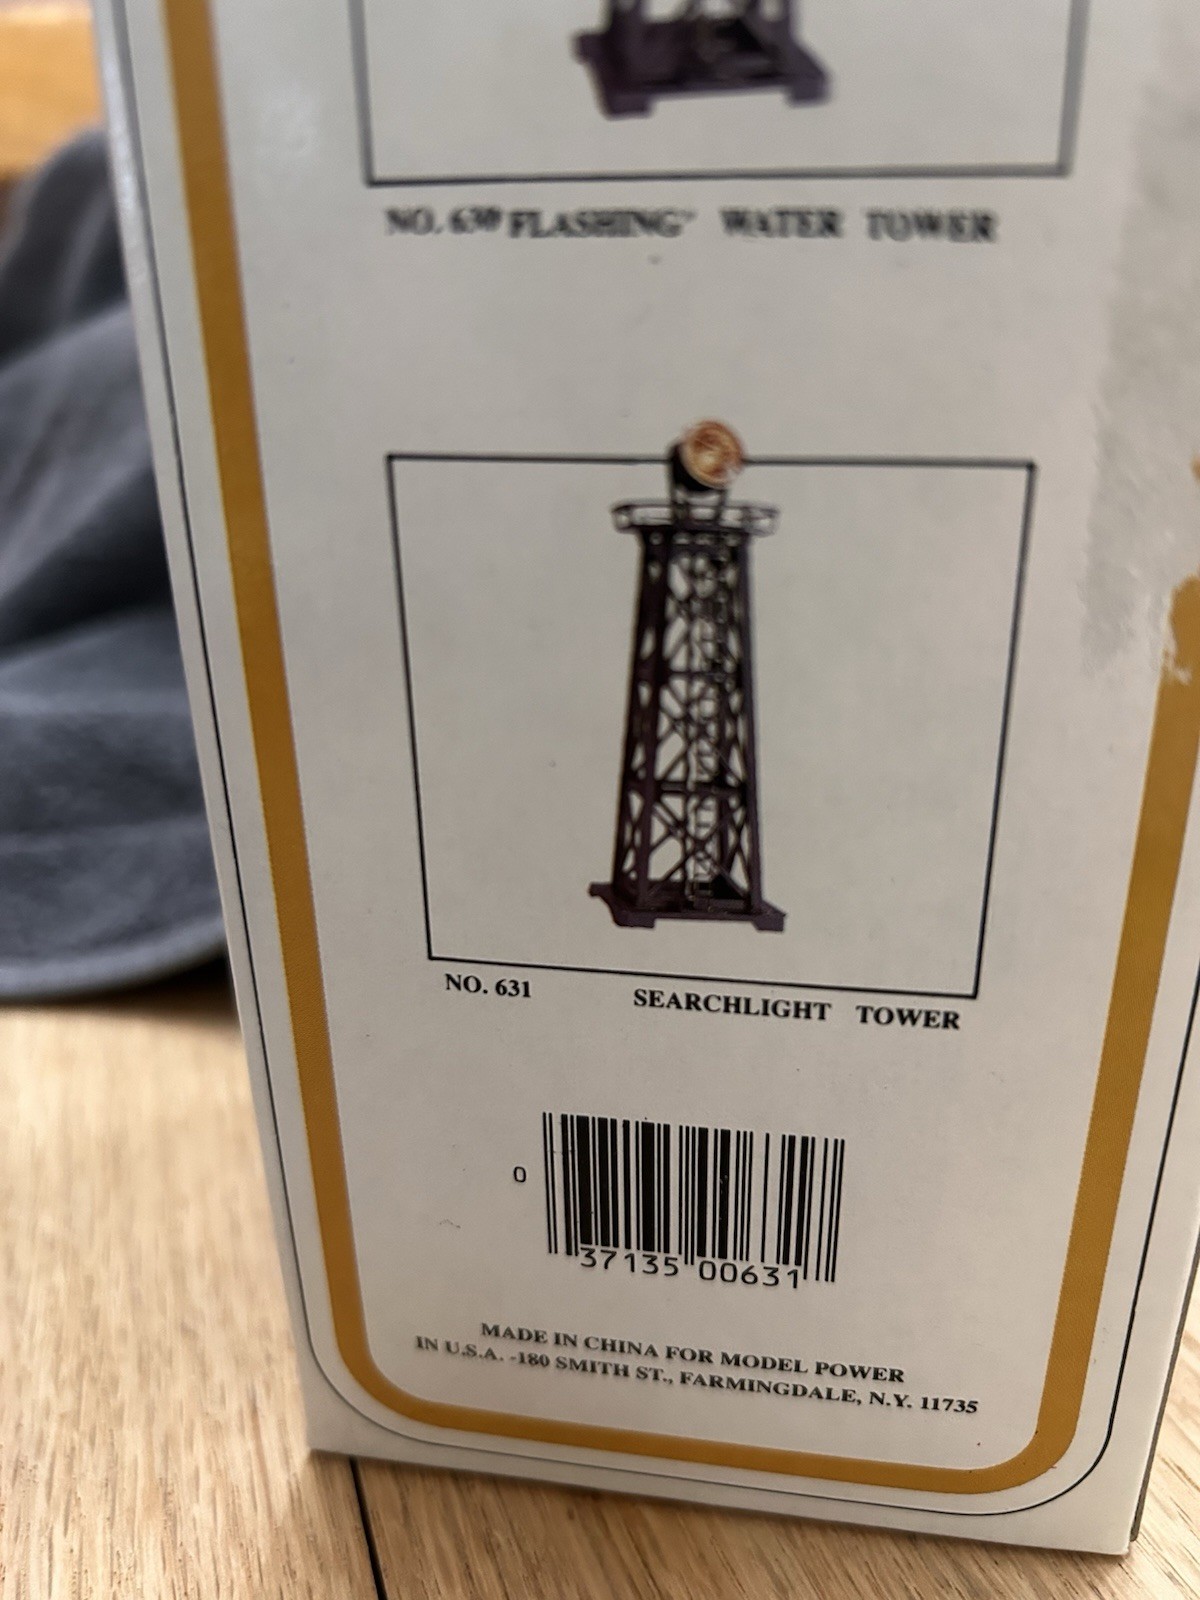 NO. 630 FLASHING WATER TOWER
NO. 631 SEARCHLIGHT TOWER
0 37135 00631
MADE IN CHINA FOR MODEL POWER
IN U.S.A. -180 SMITH ST., FARMINGDALE, N.Y. 11735